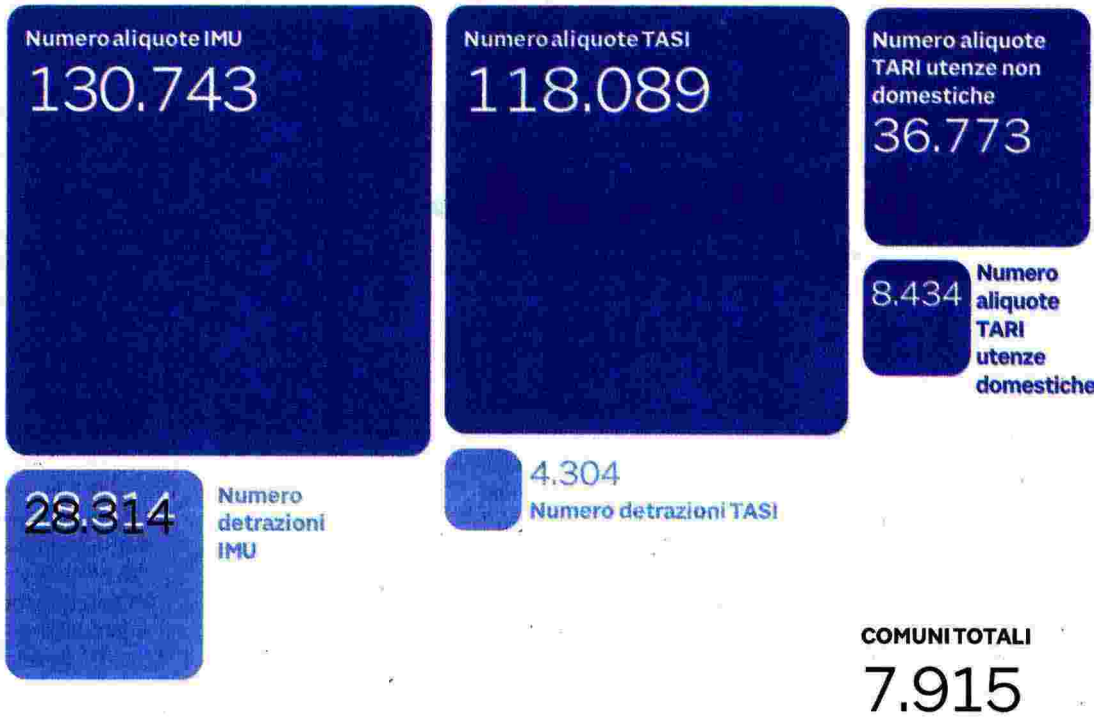 Numero aliquote IMU
130.743
Numero aliquote TASI
118.089
Numero aliquote
TARI utenze non
domestiche
36.773
8.434
Numero
aliquote
TARI
utenze
domestiche
28.314
Numero
detrazioni
IMU
4.304
Numero detrazioni TASI
COMUNI TOTALI
7.915